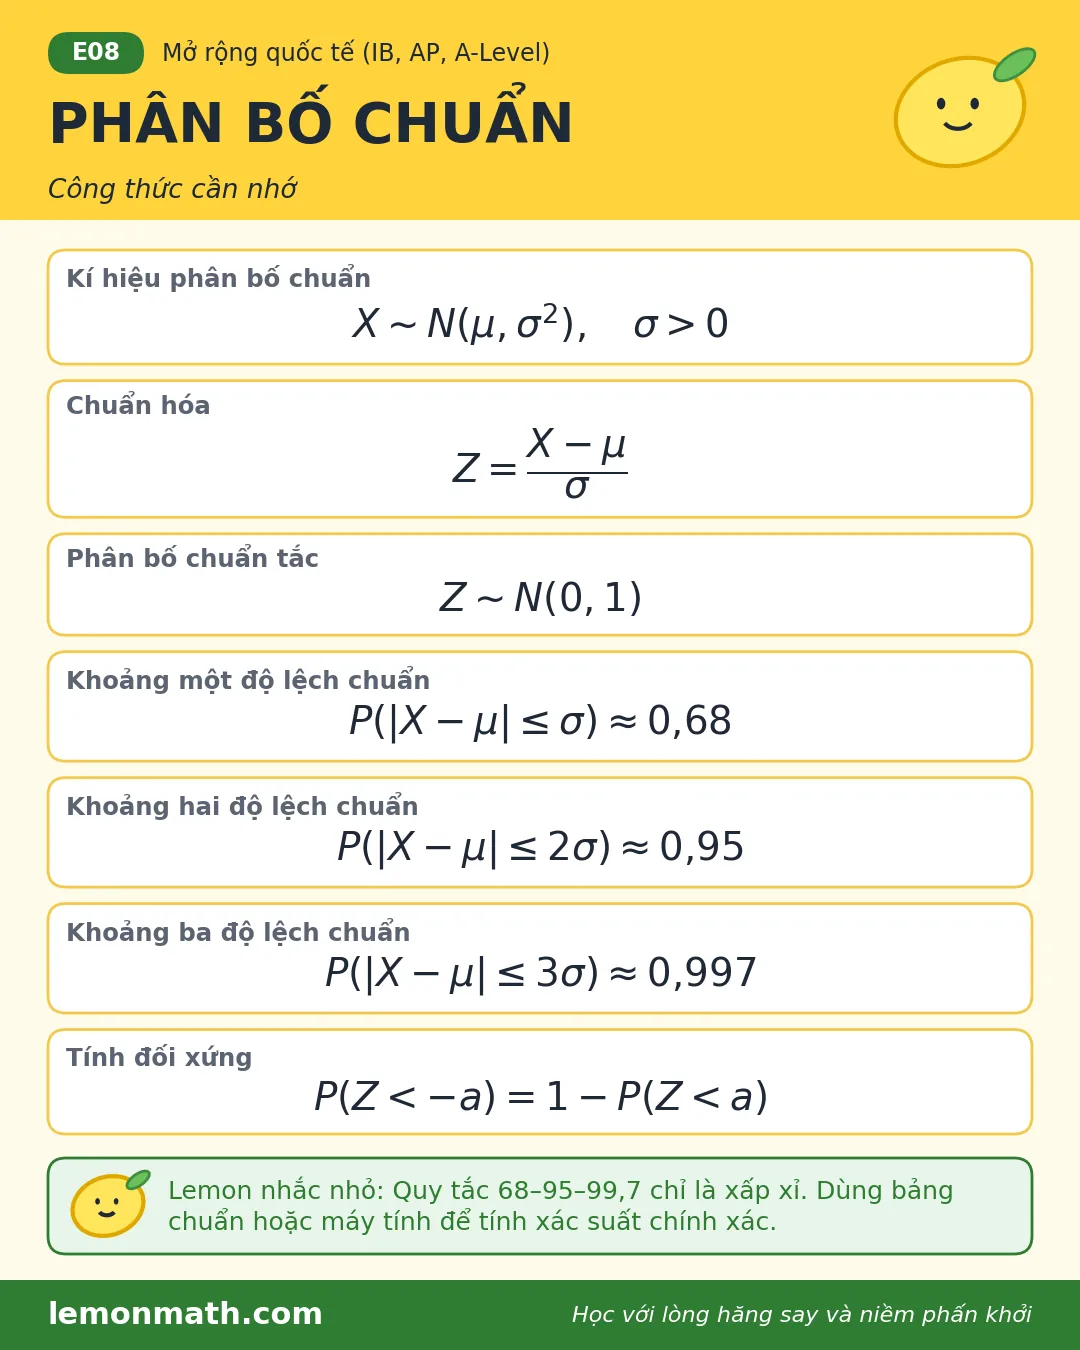 E08 Mở rộng quốc tế (IB, AP, A-Level)
PHÂN BỐ CHUẨN
Công thức cần nhớ
Kí hiệu phân bố chuẩn
X ~ N(μ, σ²), σ > 0
Chuẩn hóa
Z = (X − μ)/σ
Phân bố chuẩn tắc
Z ~ N(0, 1)
Khoảng một độ lệch chuẩn
P(|X − μ| ≤ σ) ≈ 0,68
Khoảng hai độ lệch chuẩn
P(|X − μ| ≤ 2σ) ≈ 0,95
Khoảng ba độ lệch chuẩn
P(|X − μ| ≤ 3σ) ≈ 0,997
Tính đối xứng
P(Z < −a) = 1 − P(Z < a)
Lemon nhắc nhỏ: Quy tắc 68–95–99,7 chỉ là xấp xỉ. Dùng bảng
chuẩn hoặc máy tính để tính xác suất chính xác.
lemonmath.com
Học với lòng hăng say và niềm phấn khởi